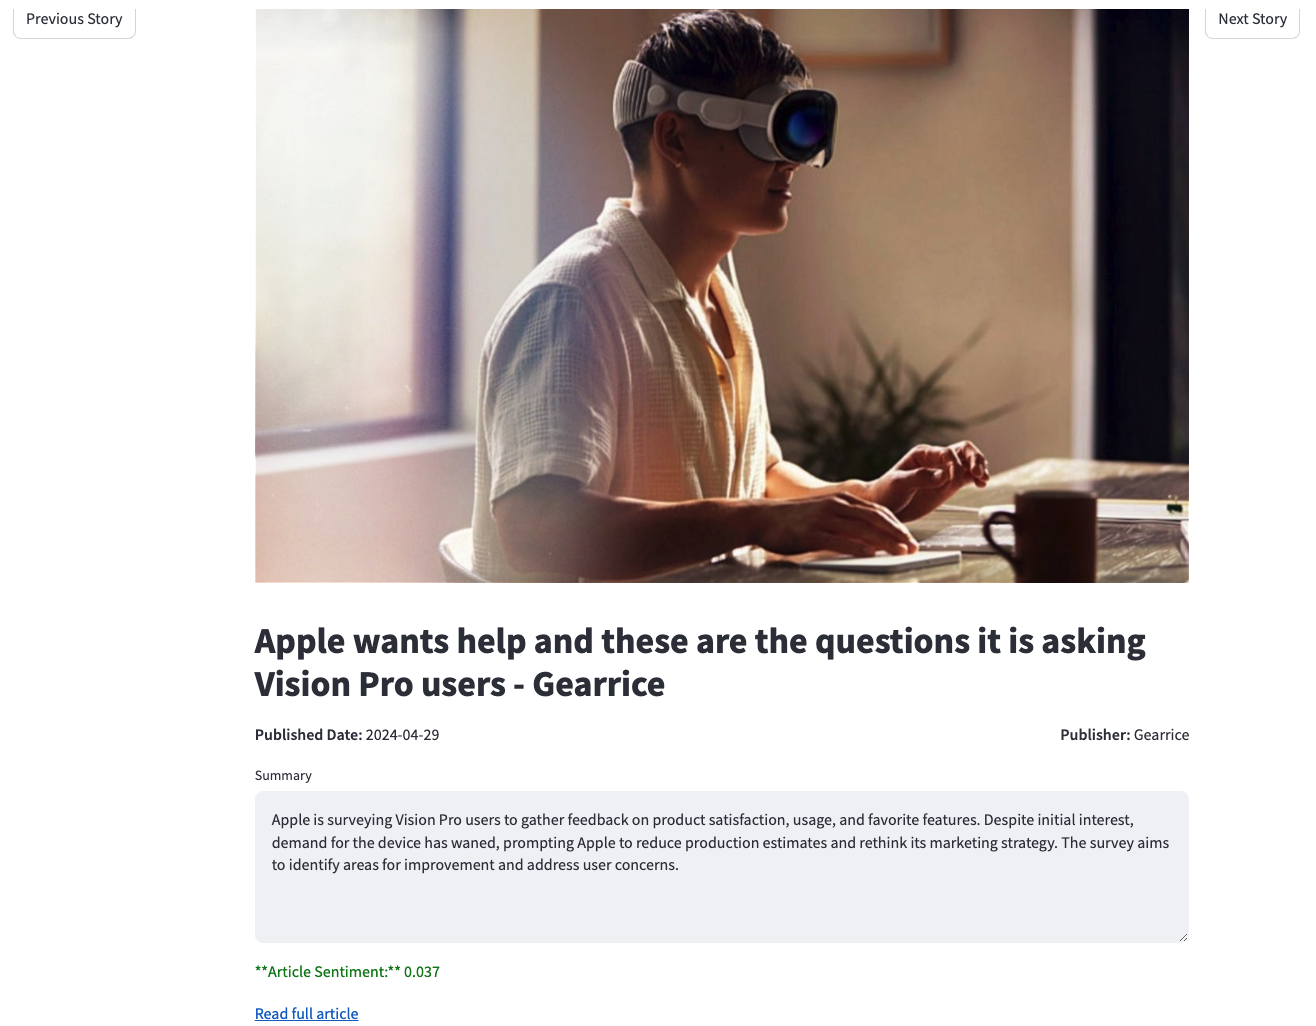 Previous Story
Next Story
Apple wants help and these are the questions it is asking
Vision Pro users - Gearrice
Published Date: 2024-04-29
Publisher: Gearrice
Summary
Apple is surveying Vision Pro users to gather feedback on product satisfaction, usage, and favorite features. Despite initial interest,
demand for the device has waned, prompting Apple to reduce production estimates and rethink its marketing strategy. The survey aims
to identify areas for improvement and address user concerns.
**Article Sentiment:** 0.037
Read full article